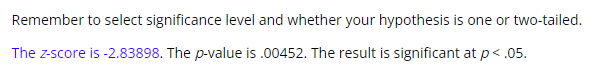 Remember to select significance level and whether your hypothesis is one or two-tailed.
The z-score is -2.83898. The p-value is .00452. The result is significant at p < .05.